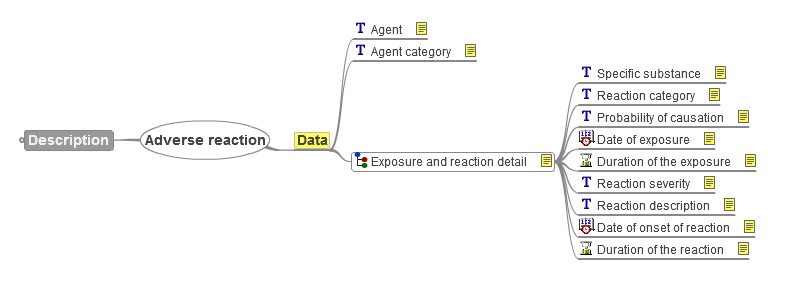 Description
Adverse reaction
Data
T Agent
T Agent category
Exposure and reaction detail
T Specific substance
T Reaction category
T Probability of causation
Date of exposure
Duration of the exposure
T Reaction severity
T Reaction description
Date of onset of reaction
Duration of the reaction